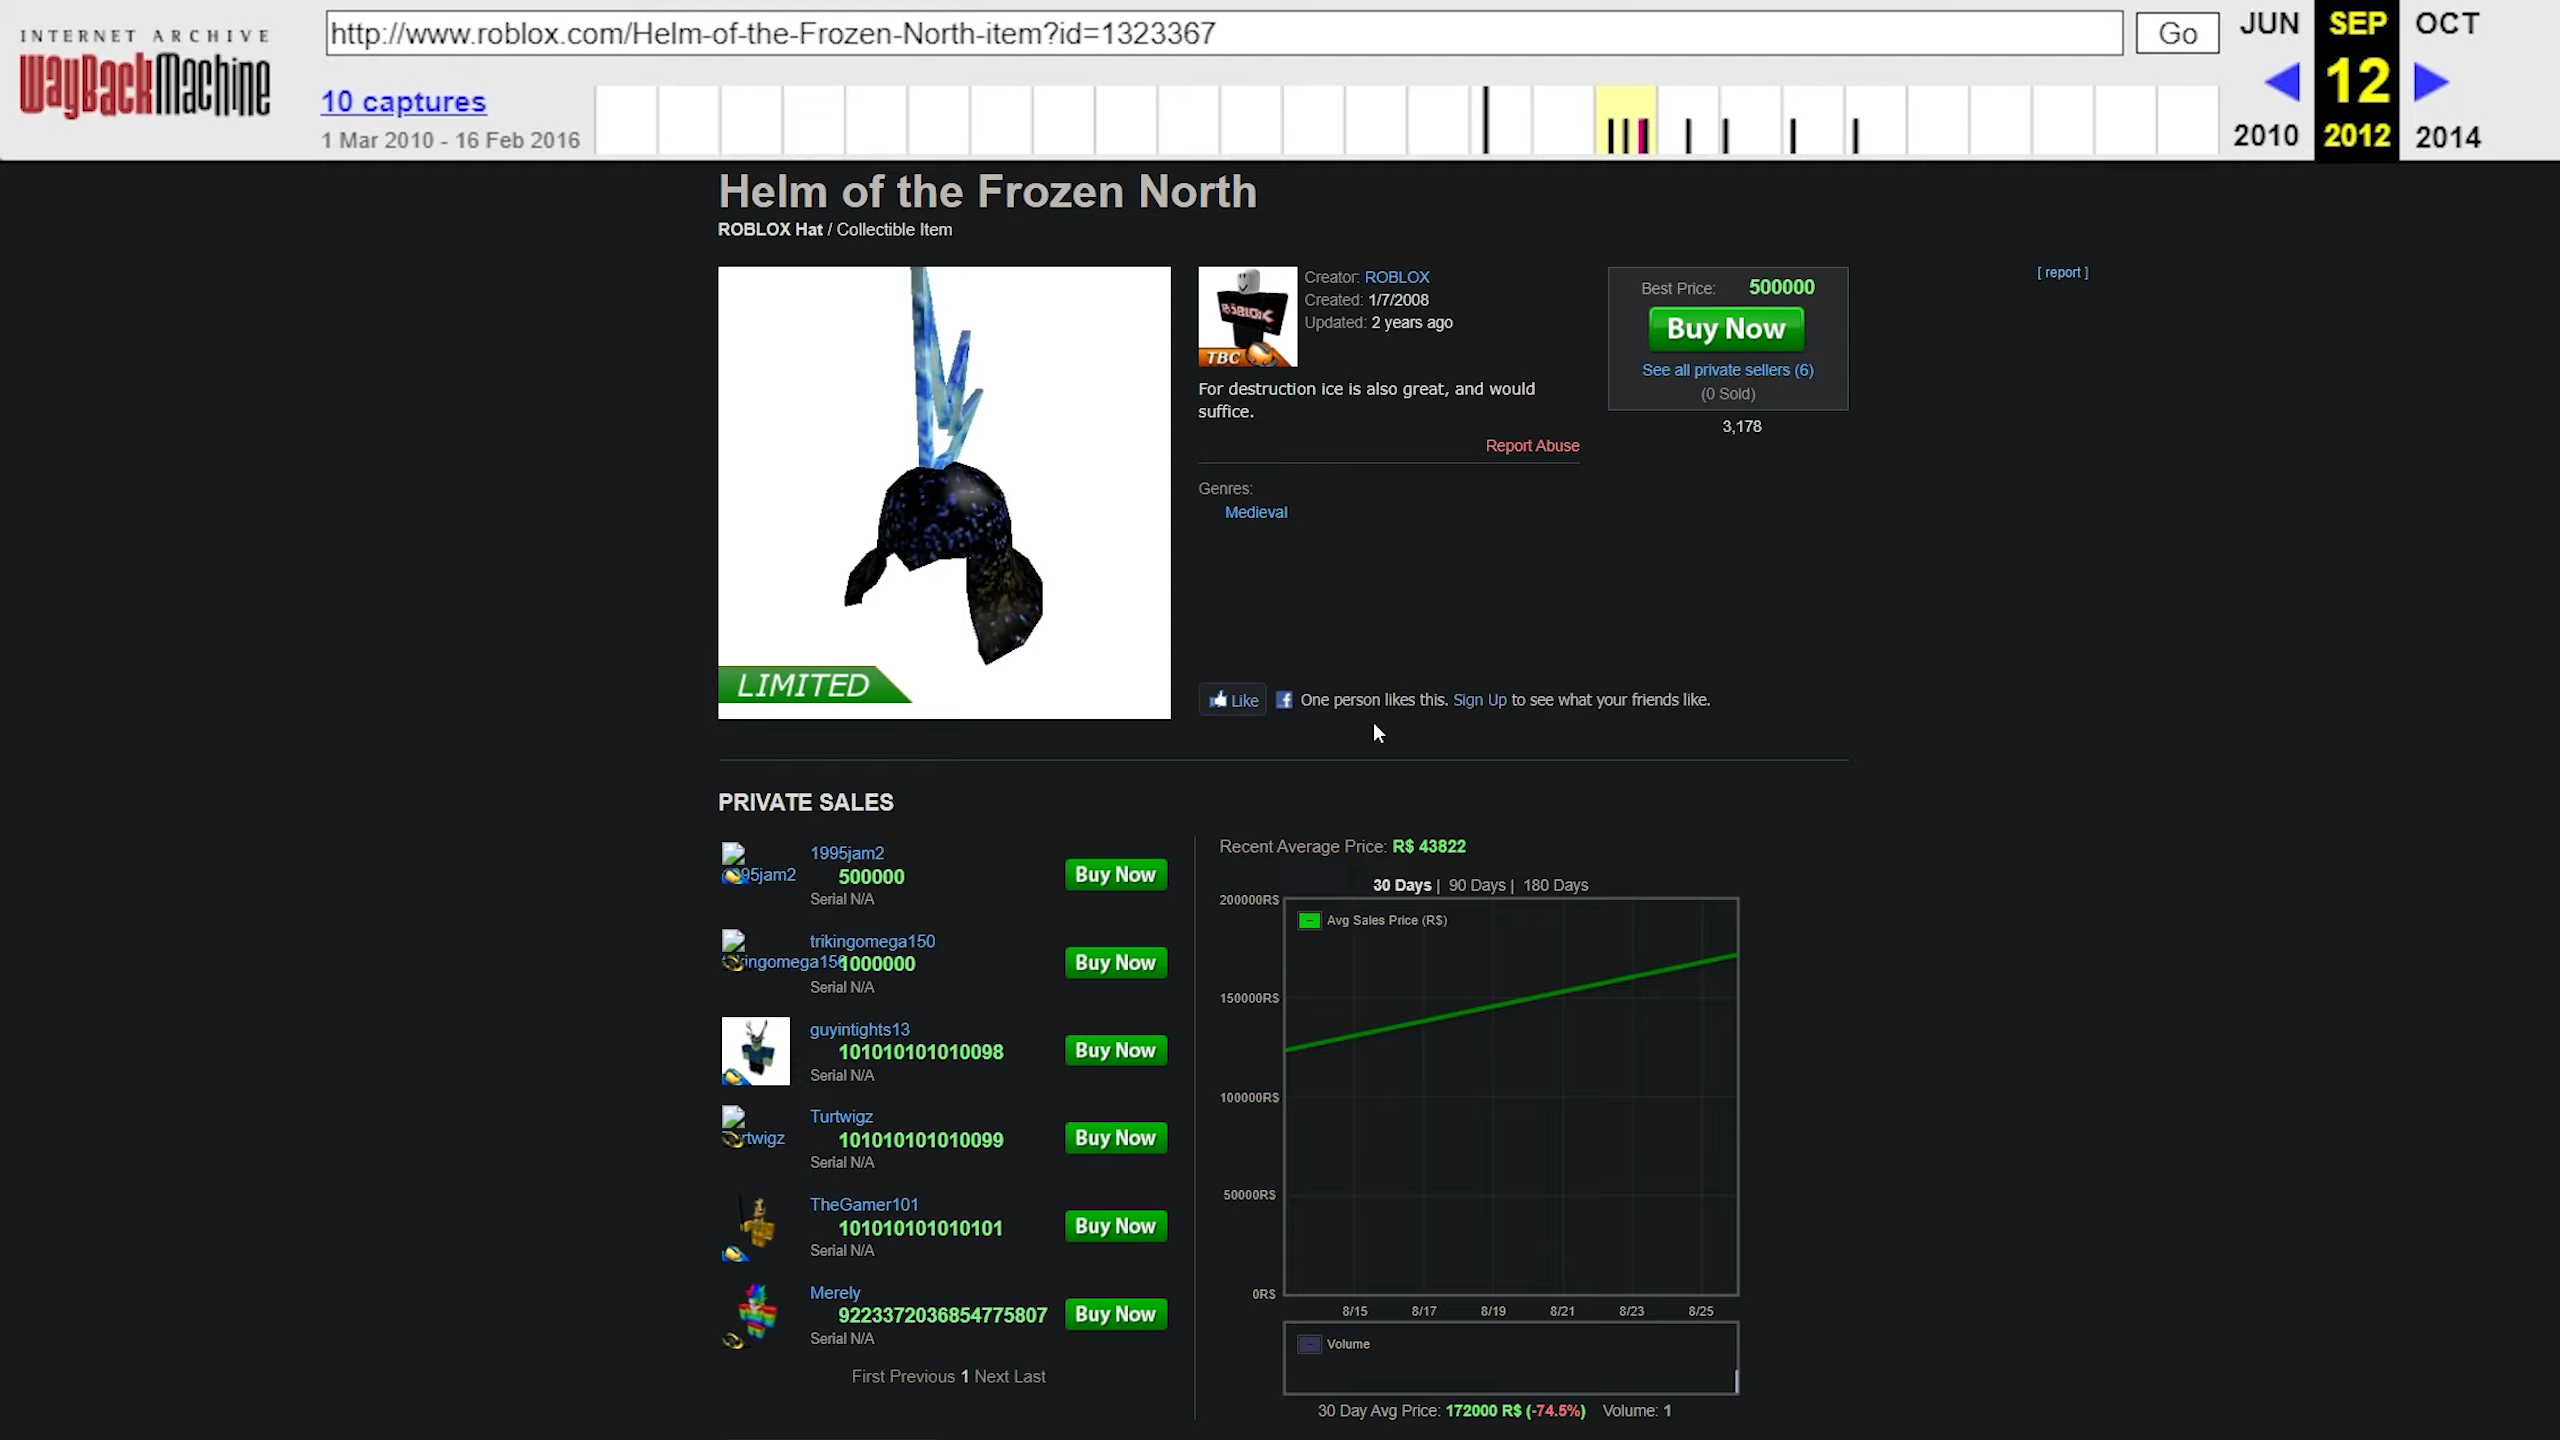 INTERNET ARCHIVE
WayBackMachine
http://www.roblox.com/Helm-of-the-Frozen-North-item?id=1323367
Go
JUN SEP OCT
10 captures
12
1 Mar 2010 - 16 Feb 2016
2010 2012 2014
Helm of the Frozen North
ROBLOX Hat / Collectible Item
LIMITED
ROBLOX
TBC
Creator: ROBLOX
Created: 1/7/2008
Updated: 2 years ago
For destruction ice is also great, and would
suffice.
Report Abuse
Genres:
Medieval
Best Price: 500000
Buy Now
See all private sellers (6)
(0 Sold)
3,178
[ report ]
Like
One person likes this. Sign Up to see what your friends like.
PRIVATE SALES
1995jam2
500000
Serial N/A
Buy Now
trikingomega150
1000000
Serial N/A
Buy Now
guyintights13
101010101010098
Serial N/A
Buy Now
Turtwigz
101010101010099
Serial N/A
Buy Now
TheGamer101
101010101010101
Serial N/A
Buy Now
Merely
9223372036854775807
Serial N/A
Buy Now
First Previous 1 Next Last
Recent Average Price: R$ 43822
30 Days | 90 Days | 180 Days
Avg Sales Price (R$)
200000R$
150000R$
100000R$
50000R$
0R$
8/15 8/17 8/19 8/21 8/23 8/25
Volume
30 Day Avg Price: 172000 R$ (-74.5%) Volume: 1